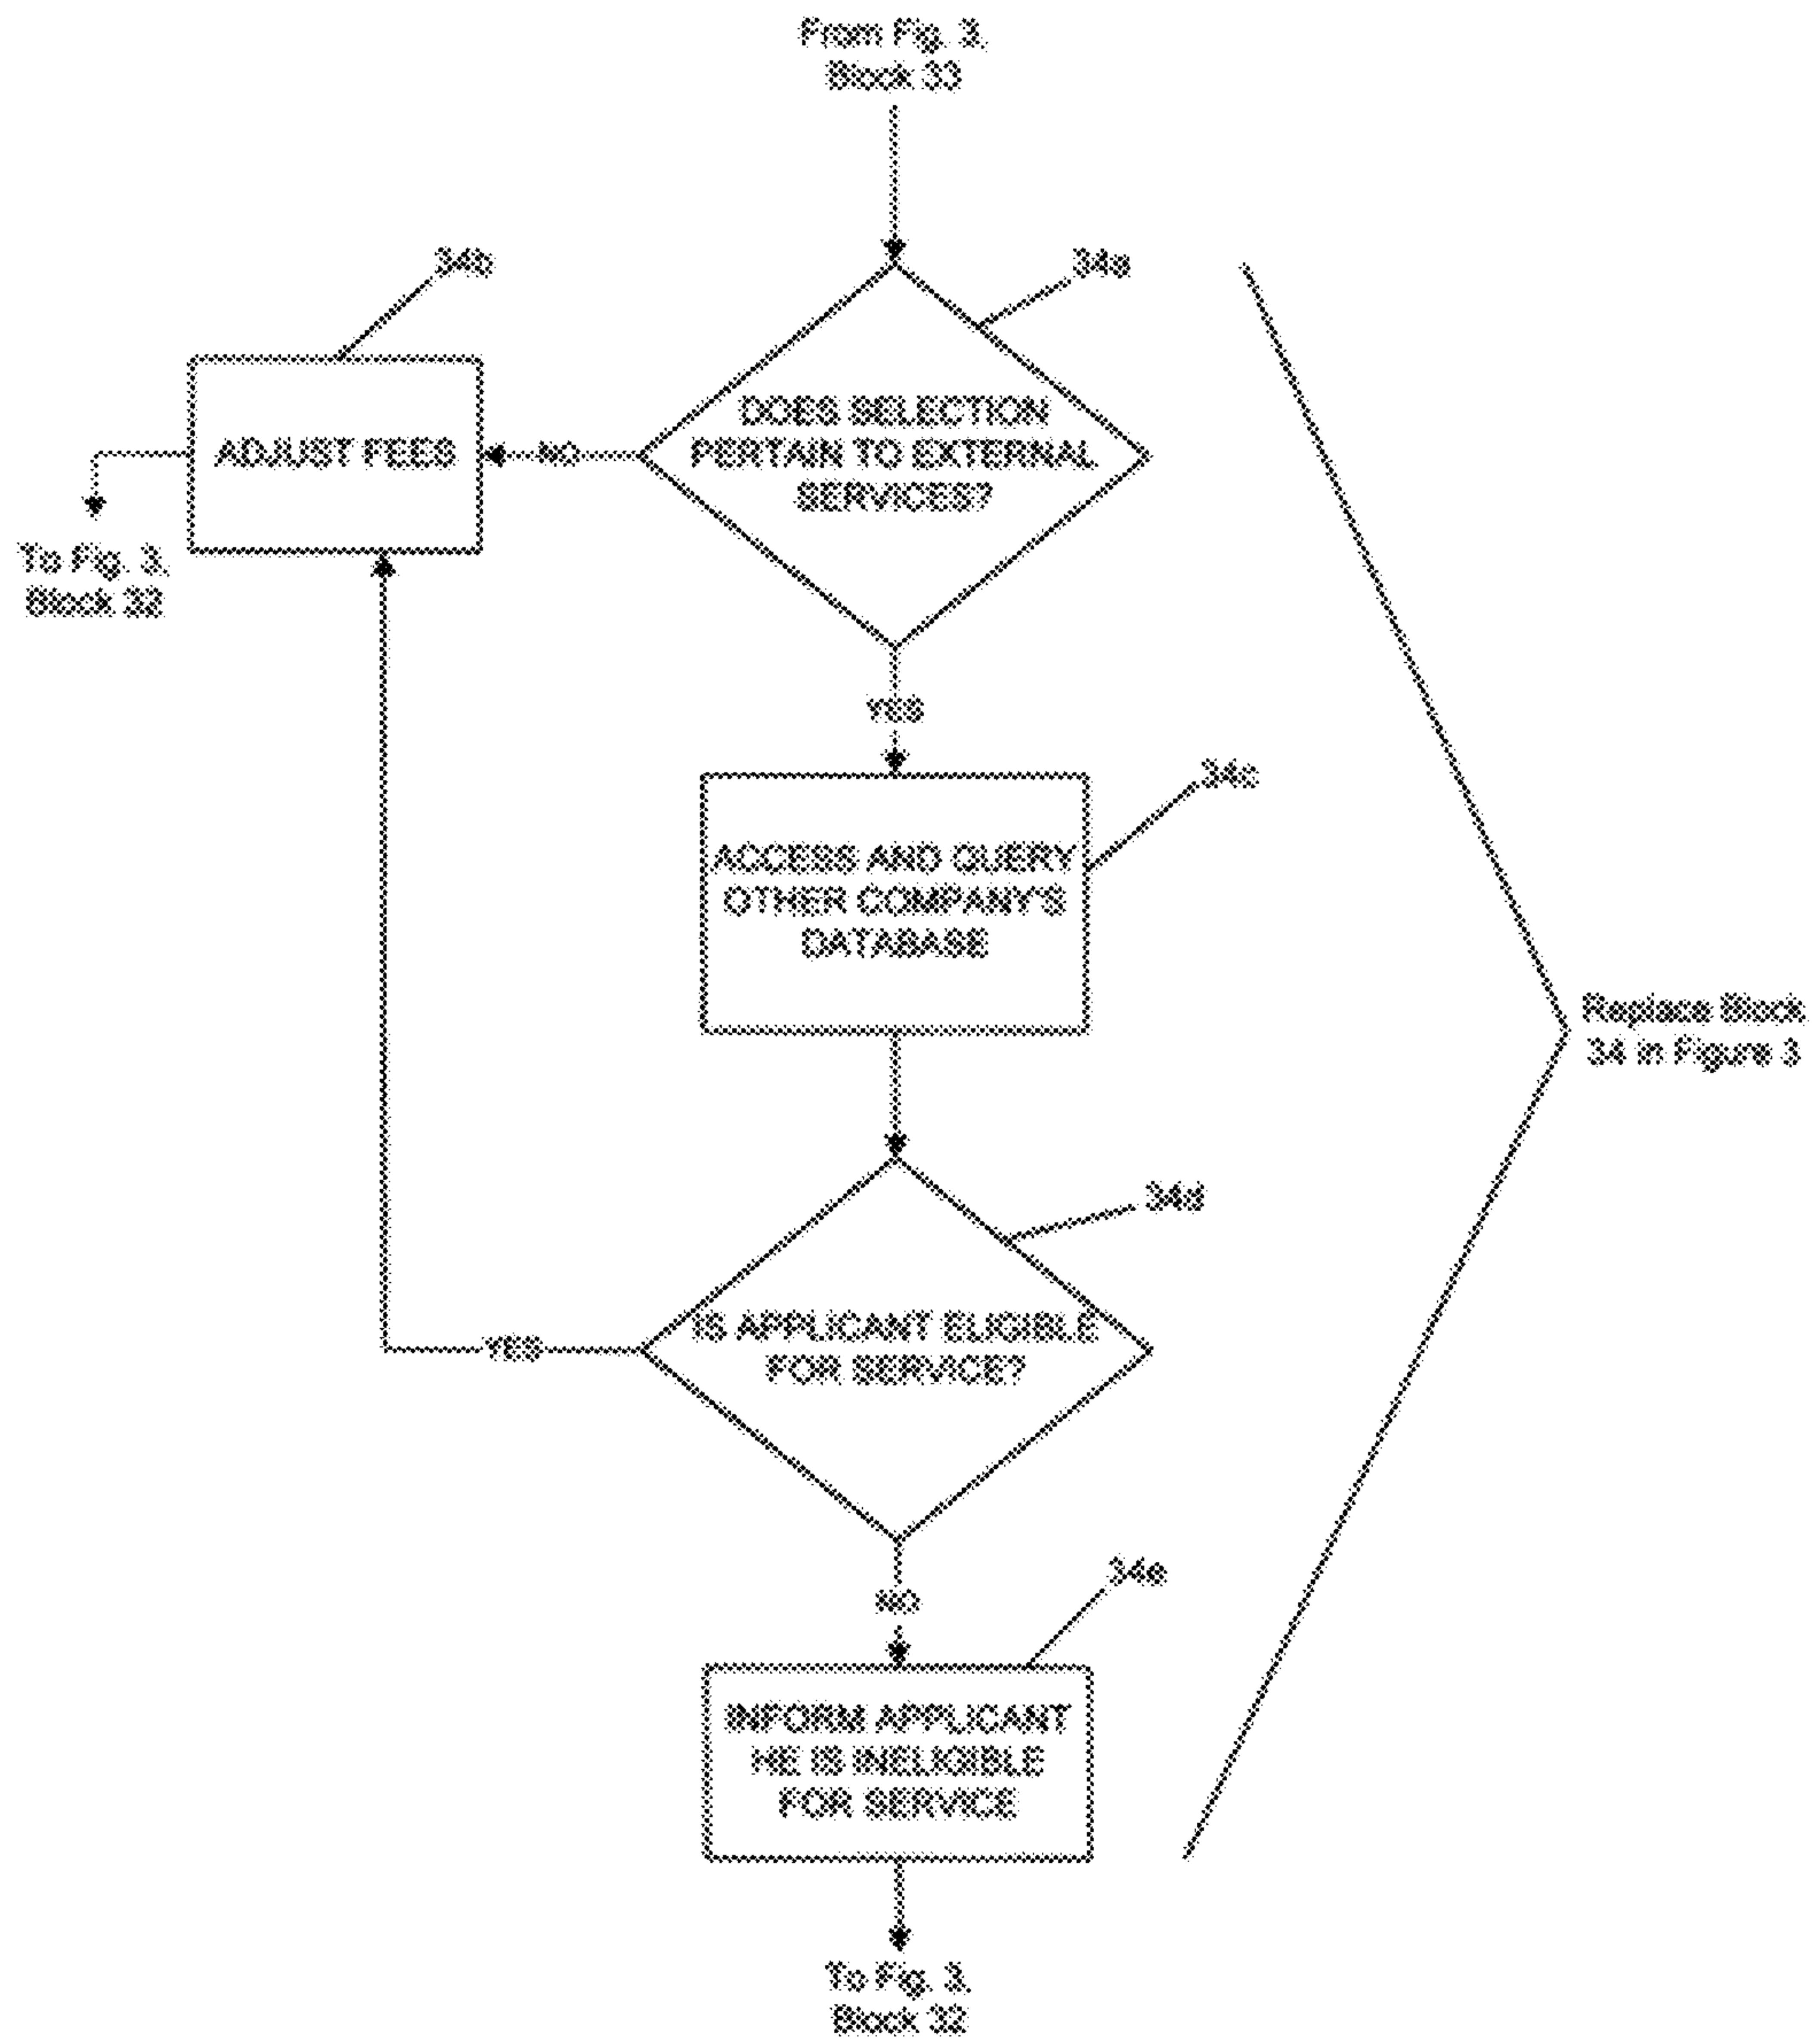 From Fig. 3,
Block 33
34b
34a
DOES SELECTION
PERTAIN TO EXTERNAL
SERVICES?
NO
ADJUST FEES
To Fig. 3,
Block 32
YES
34c
ACCESS AND QUERY
OTHER COMPANY'S
DATABASE
Replace Block
34 in Figure 3
34d
IS APPLICANT ELIGIBLE
FOR SERVICE?
YES
NO
34e
INFORM APPLICANT
HE IS INELIGIBLE
FOR SERVICE
To Fig. 3,
Block 32